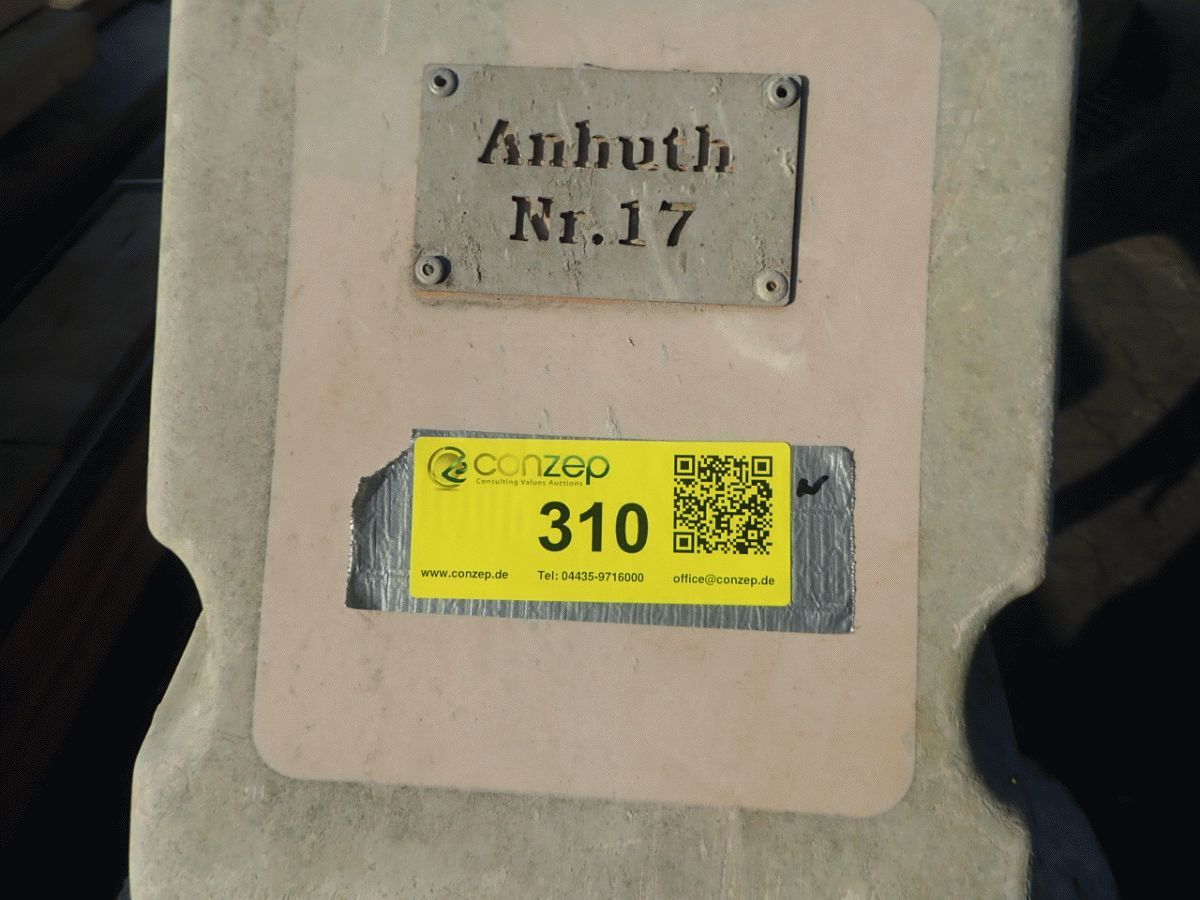 Anhuth
Nr.17
conzep
Consulting Values Auctions
310
www.conzep.de Tel: 04435-9716000 office@conzep.de